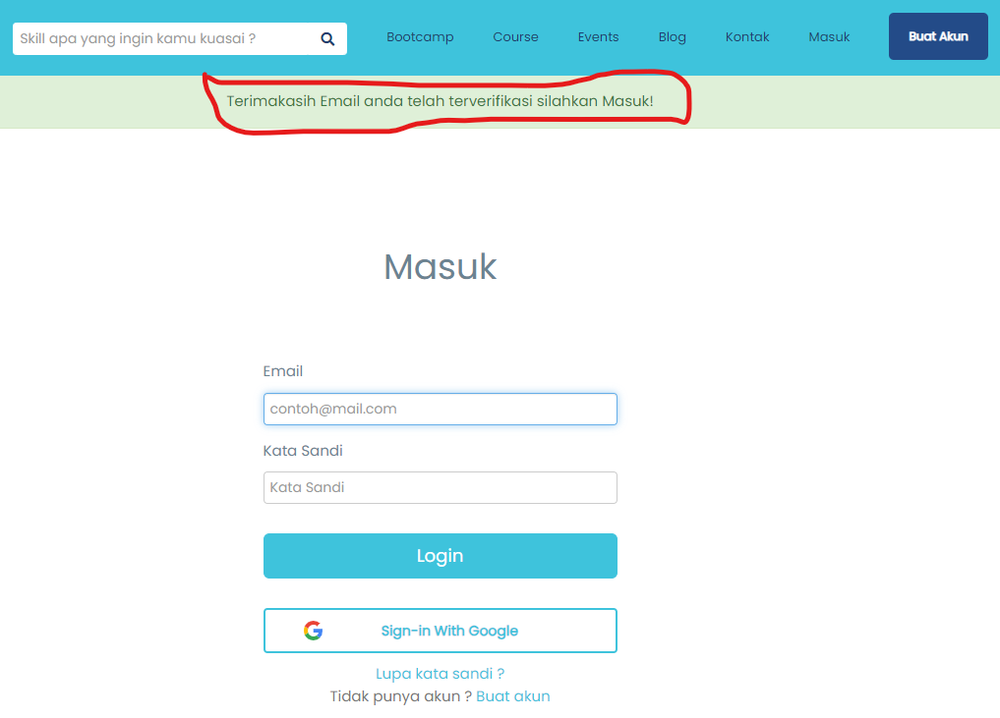 Skill apa yang ingin kamu kuasai ?
Bootcamp
Course
Events
Blog
Kontak
Masuk
Buat Akun
Terimakasih Email anda telah terverifikasi silahkan Masuk!
Masuk
Email
contoh@mail.com
Kata Sandi
Kata Sandi
Login
Sign-in With Google
Lupa kata sandi ?
Tidak punya akun ? Buat akun